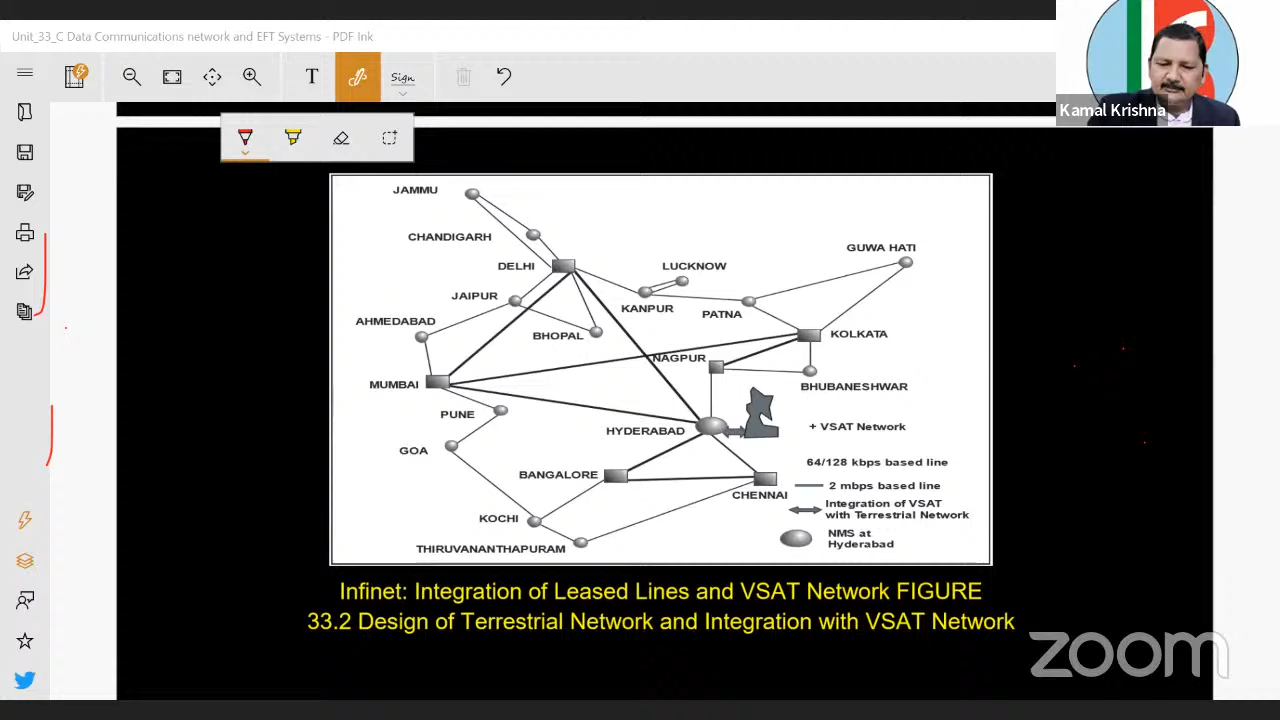 Unit_33_C Data Communications network and EFT Systems - PDF Ink
T
Sign
Kamal Krishna
JAMMU
CHANDIGARH
GUWA HATI
DELHI
LUCKNOW
JAIPUR
KANPUR
PATNA
AHMEDABAD
BHOPAL
KOLKATA
NAGPUR
MUMBAI
BHUBANESHWAR
PUNE
HYDERABAD
+ VSAT Network
GOA
64/128 kbps based line
BANGALORE
2 mbps based line
CHENNAI
Integration of VSAT
with Terrestrial Network
KOCHI
NMS at
Hyderabad
THIRUVANANTHAPURAM
Infinet: Integration of Leased Lines and VSAT Network FIGURE
33.2 Design of Terrestrial Network and Integration with VSAT Network
zoom